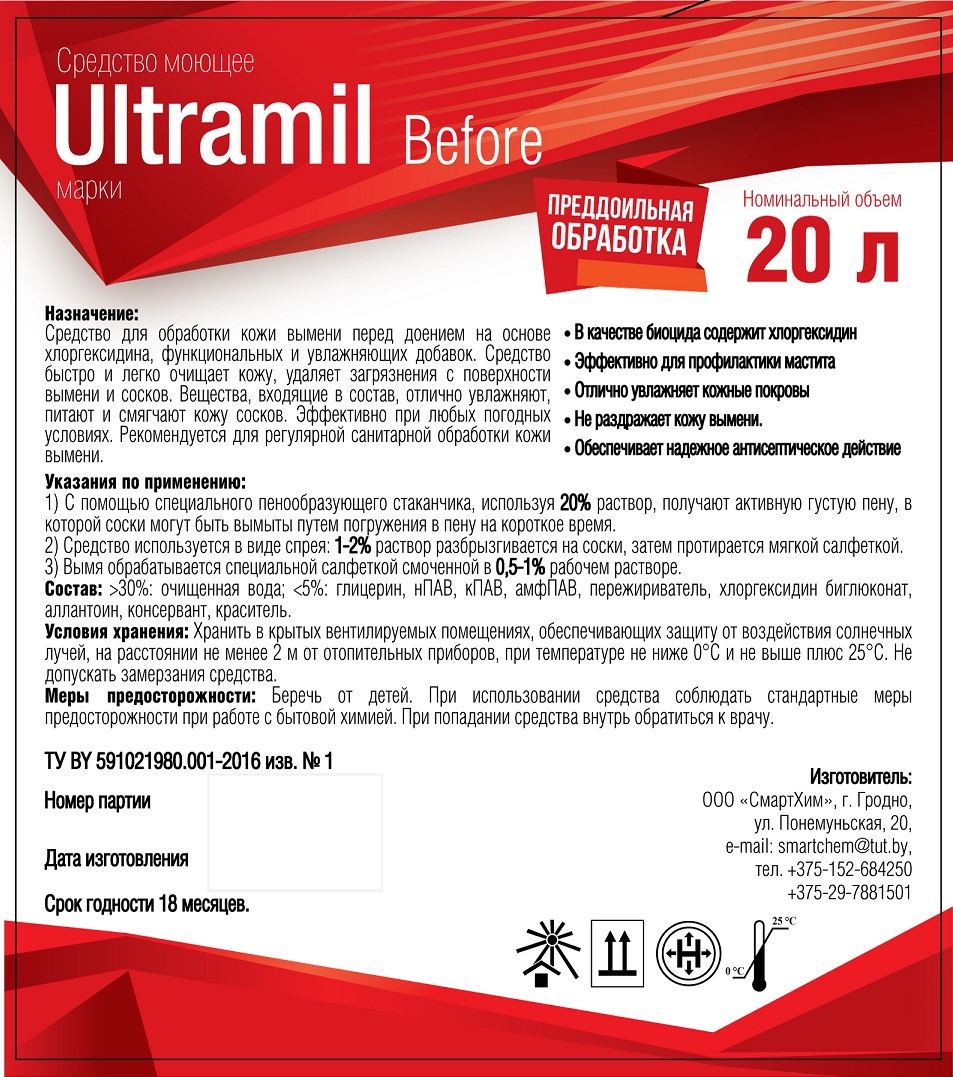 Средство моющее
Ultramil Before
марки
ПРЕДДОИЛЬНАЯ
ОБРАБОТКА
Номинальный объем
20 л
Назначение:
Средство для обработки кожи вымени перед доением на основе
хлоргексидина, функциональных и увлажняющих добавок. Средство
быстро и легко очищает кожу, удаляет загрязнения с поверхности
вымени и сосков. Вещества, входящие в состав, отлично увлажняют,
питают и смягчают кожу сосков. Эффективно при любых погодных
условиях. Рекомендуется для регулярной санитарной обработки кожи
вымени.
• В качестве биоцида содержит хлоргексидин
• Эффективно для профилактики мастита
• Отлично увлажняет кожные покровы
• Не раздражает кожу вымени.
• Обеспечивает надежное антисептическое действие
Указания по применению:
1) С помощью специального пенообразующего стаканчика, используя 20% раствор, получают активную густую пену, в
которой соски могут быть вымыты путем погружения в пену на короткое время.
2) Средство используется в виде спрея: 1-2% раствор разбрызгивается на соски, затем протирается мягкой салфеткой.
3) Вымя обрабатывается специальной салфеткой смоченной в 0,5-1% рабочем растворе.
Состав: >30%: очищенная вода; <5%: глицерин, нПАВ, кПАВ, амфПАВ, пережириватель, хлоргексидин биглюконат,
аллантоин, консервант, краситель.
Условия хранения: Хранить в крытых вентилируемых помещениях, обеспечивающих защиту от воздействия солнечных
лучей, на расстоянии не менее 2 м от отопительных приборов, при температуре не ниже 0°С и не выше плюс 25°С. Не
допускать замерзания средства.
Меры предосторожности: Беречь от детей. При использовании средства соблюдать стандартные меры
предосторожности при работе с бытовой химией. При попадании средства внутрь обратиться к врачу.
ТУ BY 591021980.001-2016 изв. № 1
Номер партии
Дата изготовления
Срок годности 18 месяцев.
Изготовитель:
ООО «СмартХим», г. Гродно,
ул. Понемуньская, 20,
e-mail: smartchem@tut.by,
тел. +375-152-684250
+375-29-7881501
25 °C
0 °C